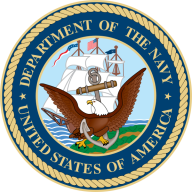 DEPARTMENT OF THE NAVY
UNITED STATES OF AMERICA